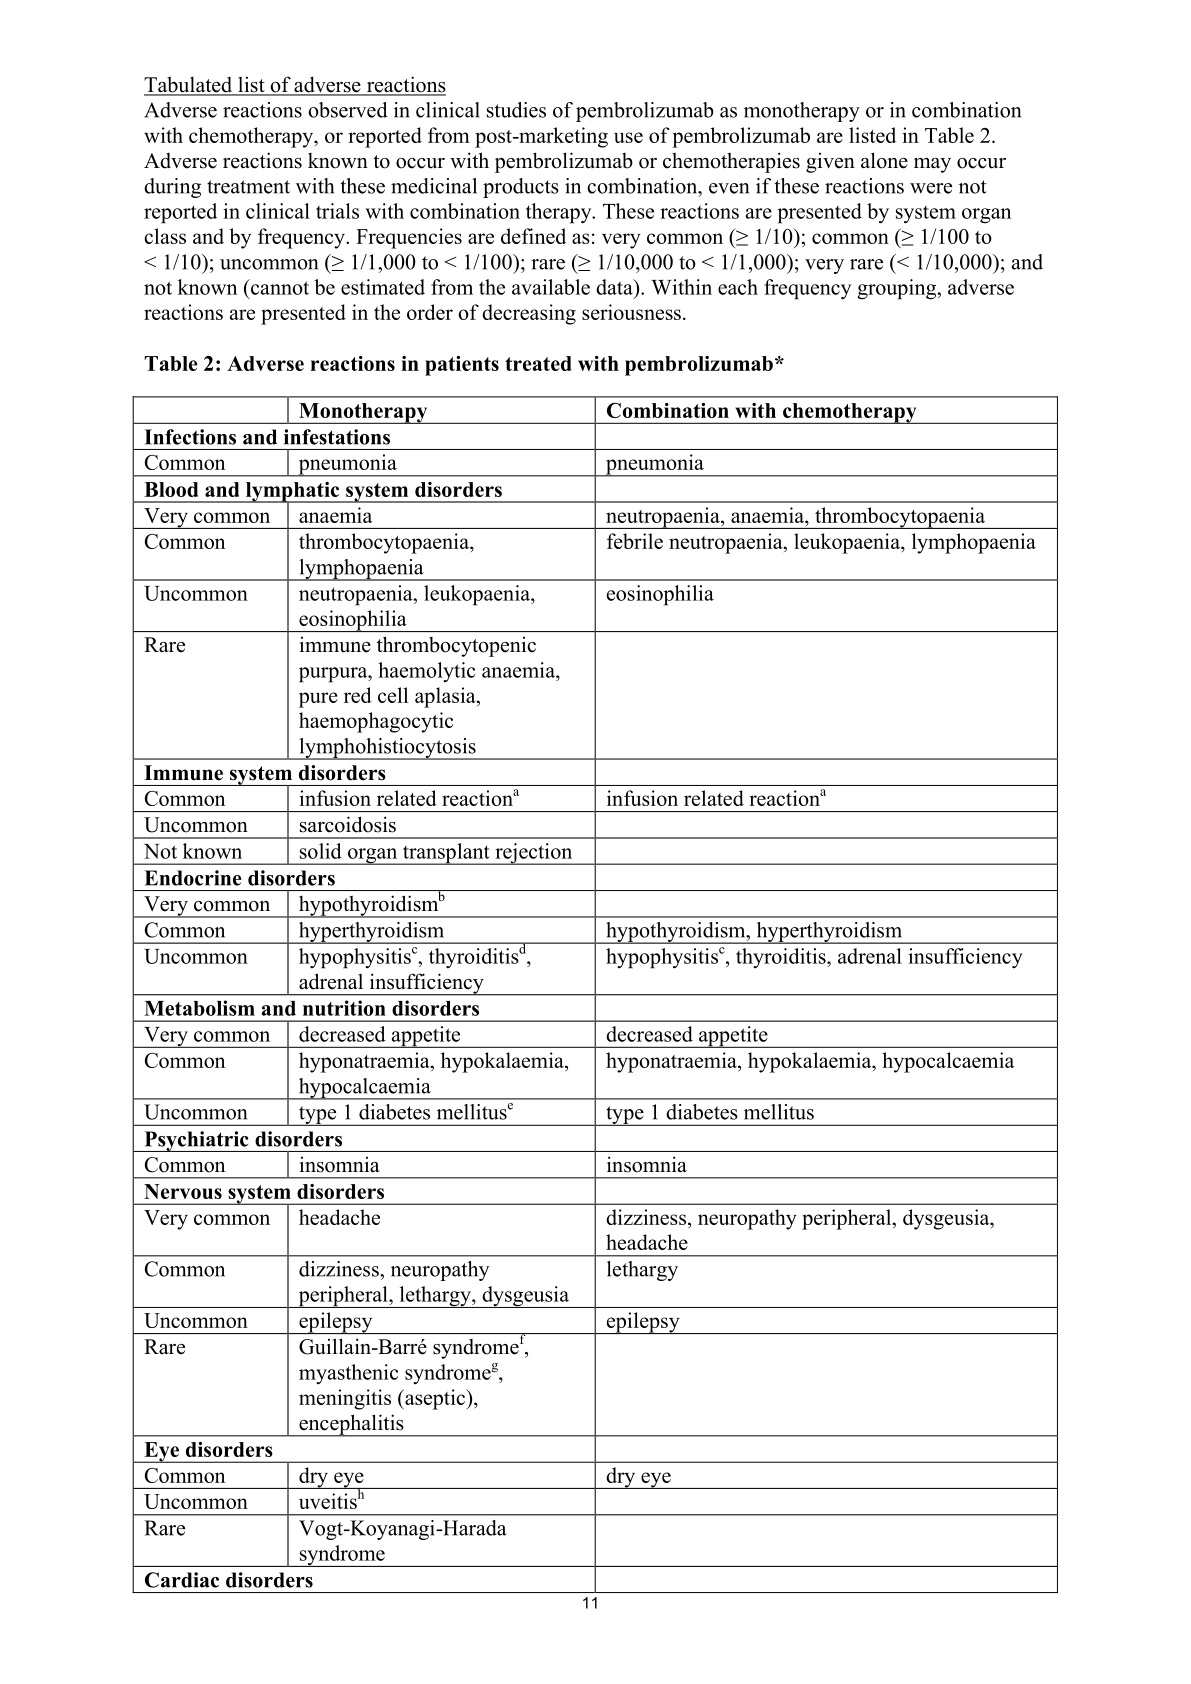 Tabulated list of adverse reactions
Adverse reactions observed in clinical studies of pembrolizumab as monotherapy or in combination
with chemotherapy, or reported from post-marketing use of pembrolizumab are listed in Table 2.
Adverse reactions known to occur with pembrolizumab or chemotherapies given alone may occur
during treatment with these medicinal products in combination, even if these reactions were not
reported in clinical trials with combination therapy. These reactions are presented by system organ
class and by frequency. Frequencies are defined as: very common (≥ 1/10); common (≥ 1/100 to
< 1/10); uncommon (≥ 1/1,000 to < 1/100); rare (≥ 1/10,000 to < 1/1,000); very rare (< 1/10,000); and
not known (cannot be estimated from the available data). Within each frequency grouping, adverse
reactions are presented in the order of decreasing seriousness.
Table 2: Adverse reactions in patients treated with pembrolizumab*
Monotherapy Combination with chemotherapy
Infections and infestations
Common pneumonia pneumonia
Blood and lymphatic system disorders
Very common anaemia neutropaenia, anaemia, thrombocytopaenia
Common thrombocytopaenia, febrile neutropaenia, leukopaenia, lymphopaenia
lymphopaenia
Uncommon neutropaenia, leukopaenia, eosinophilia
eosinophilia
Rare immune thrombocytopenic
purpura, haemolytic anaemia,
pure red cell aplasia,
haemophagocytic
lymphohistiocytosis
Immune system disorders
Common infusion related reactionᵃ infusion related reactionᵃ
Uncommon sarcoidosis
Not known solid organ transplant rejection
Endocrine disorders
Very common hypothyroidismᵇ
Common hyperthyroidism hypothyroidism, hyperthyroidism
Uncommon hypophysitisᶜ, thyroiditisᵈ, hypophysitisᶜ, thyroiditis, adrenal insufficiency
adrenal insufficiency
Metabolism and nutrition disorders
Very common decreased appetite decreased appetite
Common hyponatraemia, hypokalaemia, hyponatraemia, hypokalaemia, hypocalcaemia
hypocalcaemia
Uncommon type 1 diabetes mellitusᵉ type 1 diabetes mellitus
Psychiatric disorders
Common insomnia insomnia
Nervous system disorders
Very common headache dizziness, neuropathy peripheral, dysgeusia,
headache
Common dizziness, neuropathy lethargy
peripheral, lethargy, dysgeusia
Uncommon epilepsy epilepsy
Rare Guillain-Barré syndromeᶠ,
myasthenic syndromeᵍ,
meningitis (aseptic),
encephalitis
Eye disorders
Common dry eye dry eye
Uncommon uveitisʰ
Rare Vogt-Koyanagi-Harada
syndrome
Cardiac disorders
11